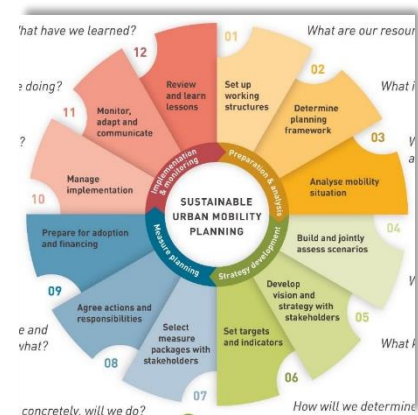 What have we learned?
What are our resour
e doing?
What i
?
W
a
12
Review
and learn
lessons
01
Set up
working
structures
02
Determine
planning
framework
03
Analyse mobility
situation
04
Build and jointly
assess scenarios
05
Develop
vision and
strategy with
stakeholders
06
Set targets
and indicators
07
Select
measure
packages with
stakeholders
08
Agree actions and
responsibilities
09
Prepare for adoption
and financing
10
Manage
implementation
11
Monitor,
adapt and
communicate
Preparation & analysis
Strategy development
Measure planning
Implementation
& monitoring
SUSTAINABLE
URBAN MOBILITY
PLANNING
W
What k
e and
what?
concretely, will we do?
How will we determine